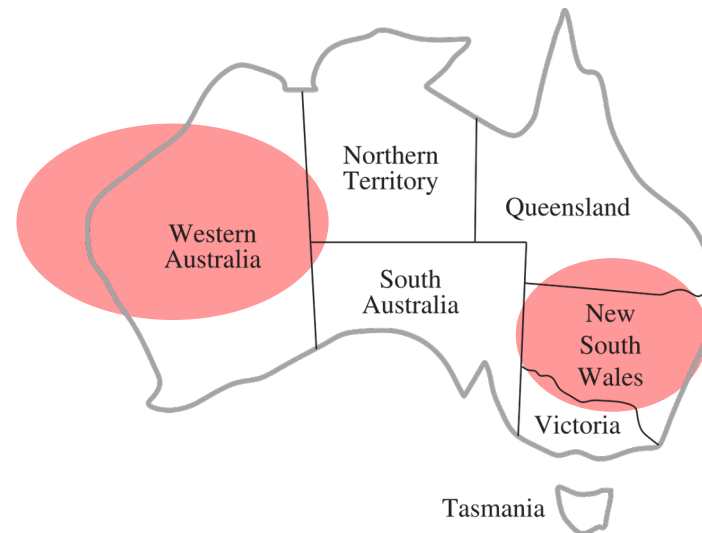 Northern
Territory
Queensland
Western
Australia
South
Australia
New
South
Wales
Victoria
Tasmania